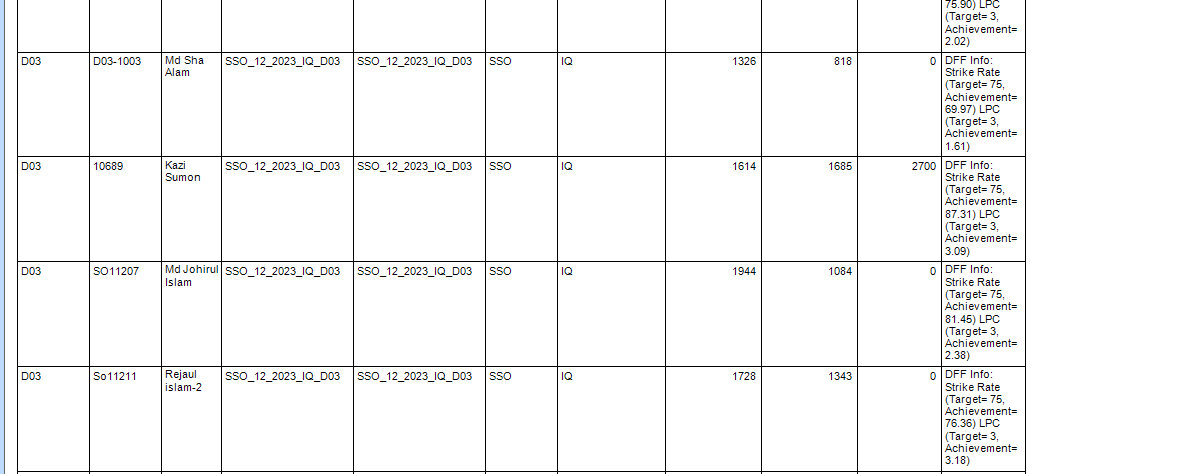 75.90) LPC
(Target= 3,
Achievement=
2.02)
D03 D03-1003 Md Sha SSO_12_2023_IQ_D03 SSO_12_2023_IQ_D03 SSO IQ 1326 818 0 DFF Info:
Alam Strike Rate
(Target= 75,
Achievement=
69.97) LPC
(Target= 3,
Achievement=
1.61)
D03 10689 Kazi SSO_12_2023_IQ_D03 SSO_12_2023_IQ_D03 SSO IQ 1614 1685 2700 DFF Info:
Sumon Strike Rate
(Target= 75,
Achievement=
87.31) LPC
(Target= 3,
Achievement=
3.09)
D03 SO11207 Md Johirul SSO_12_2023_IQ_D03 SSO_12_2023_IQ_D03 SSO IQ 1944 1084 0 DFF Info:
Islam Strike Rate
(Target= 75,
Achievement=
81.45) LPC
(Target= 3,
Achievement=
2.38)
D03 So11211 Rejaul SSO_12_2023_IQ_D03 SSO_12_2023_IQ_D03 SSO IQ 1728 1343 0 DFF Info:
islam-2 Strike Rate
(Target= 75,
Achievement=
76.36) LPC
(Target= 3,
Achievement=
3.18)